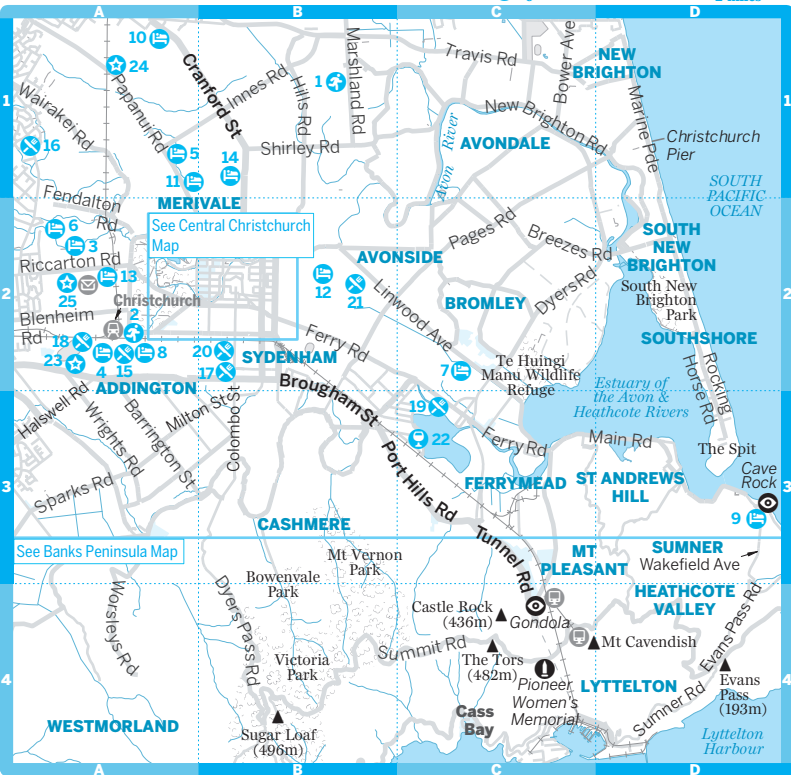 A
B
C
D
10
24
Cranford St
Papanui Rd
Wairakei Rd
Innes Rd
Hills Rd
Marshland Rd
1
Travis Rd
Bower Ave
NEW
BRIGHTON
1
1
Marine Pde
New Brighton Rd
Avon River
AVONDALE
Christchurch
Pier
16
5
14
11
Shirley Rd
SOUTH
PACIFIC
OCEAN
Fendalton
Rd
MERIVALE
6
3
See Central Christchurch
Map
Pages Rd
Breezes Rd
SOUTH
NEW
BRIGHTON
AVONSIDE
Riccarton Rd
13
25
12
21
Linwood Ave
BROMLEY
Dyers Rd
South New
Brighton
Park
2
2
Christchurch
2
Blenheim
Rd
18
23
4
15
8
20
17
SYDENHAM
Ferry Rd
SOUTHSHORE
ADDINGTON
7
Te Huingi
Manu Wildlife
Refuge
Estuary of
the Avon &
Heathcote Rivers
Rocking
Horse Rd
Brougham St
Halswell Rd
Wrights Rd
Barrington St
Milton St
Colombo St
19
22
Ferry Rd
Main Rd
The Spit
Cave
Rock
3
3
Sparks Rd
Port Hills Rd
FERRYMEAD
ST ANDREWS
HILL
9
CASHMERE
Tunnel Rd
See Banks Peninsula Map
Mt Vernon
Park
MT
PLEASANT
SUMNER
Wakefield Ave
Bowenvale
Park
HEATHCOTE
VALLEY
Worsleys Rd
Dyers Pass Rd
Castle Rock
(436m)
Gondola
Evans Pass Rd
Summit Rd
Mt Cavendish
4
4
Victoria
Park
The Tors
(482m)
Pioneer
Women's
Memorial
LYTTELTON
Evans
Pass
(193m)
Sumner Rd
WESTMORLAND
Sugar Loaf
(496m)
Cass
Bay
Lyttelton
Harbour
A
B
C
D